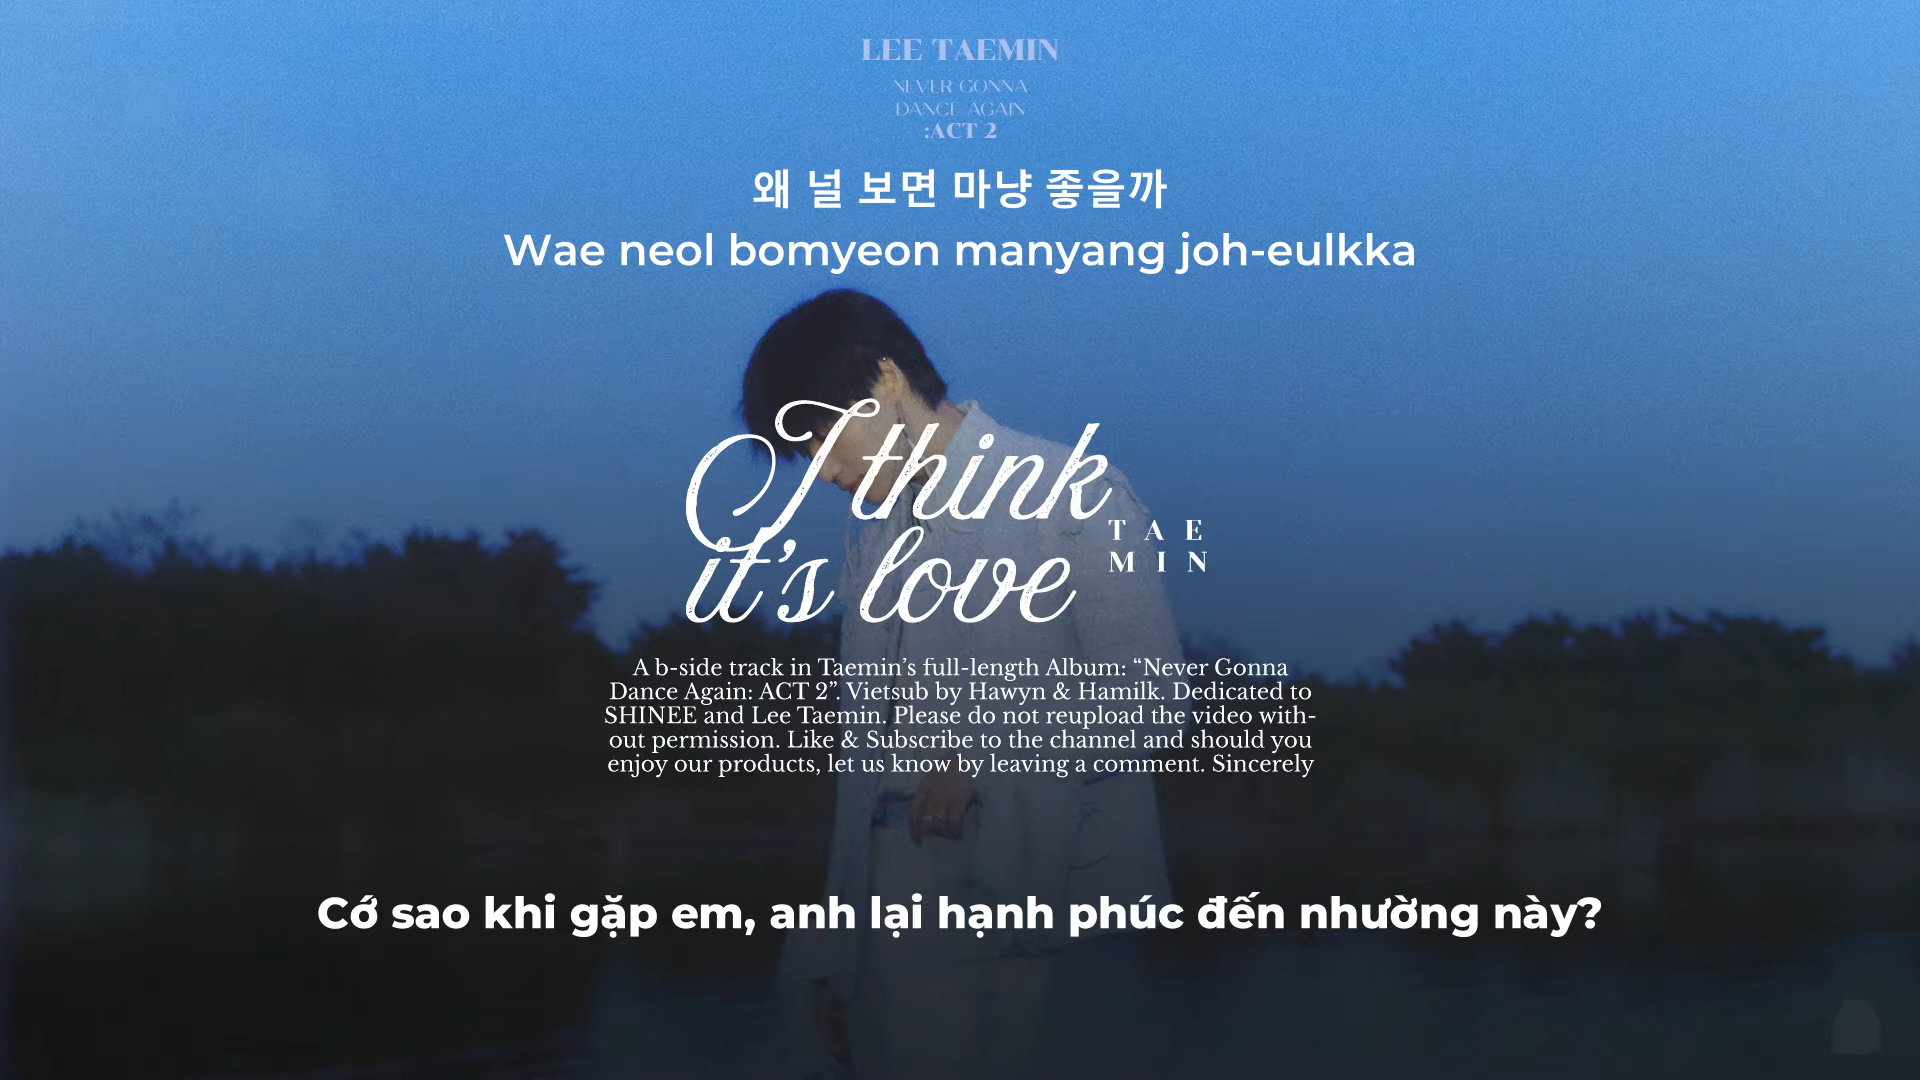 LEE TAEMIN
NEVER GONNA
DANCE AGAIN
:ACT 2
왜 널 보면 마냥 좋을까
Wae neol bomyeon manyang joh-eulkka
I think
it's love
TAE
MIN
A b-side track in Taemin's full-length Album: “Never Gonna
Dance Again: ACT 2”. Vietsub by Hawyn & Hamilk. Dedicated to
SHINEE and Lee Taemin. Please do not reupload the video with-
out permission. Like & Subscribe to the channel and should you
enjoy our products, let us know by leaving a comment. Sincerely
Cớ sao khi gặp em, anh lại hạnh phúc đến nhường này?